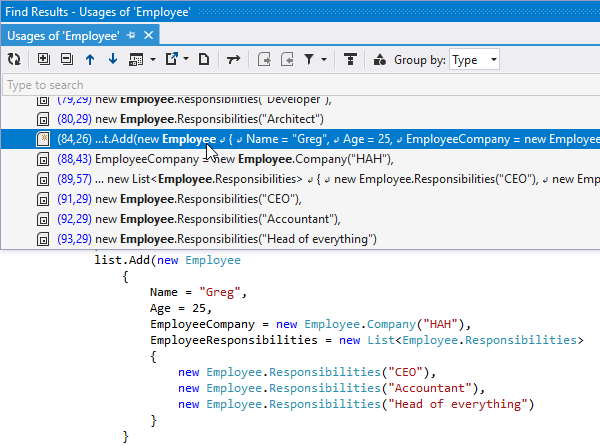 Find Results - Usages of 'Employee'
Usages of 'Employee'
Group by: Type
Type to search
(79,29) new Employee.Responsibilities("Developer"),
(80,29) new Employee.Responsibilities("Architect")
(84,26) ...t.Add(new Employee ↲ { ↲ Name = "Greg", ↲ Age = 25, ↲ EmployeeCompany = new Employee
(88,43) EmployeeCompany = new Employee.Company("HAH"),
(89,57) ... new List<Employee.Responsibilities> ↲ { ↲ new Employee.Responsibilities("CEO"), ↲ new Emp
(91,29) new Employee.Responsibilities("CEO"),
(92,29) new Employee.Responsibilities("Accountant"),
(93,29) new Employee.Responsibilities("Head of everything")
list.Add(new Employee
{
Name = "Greg",
Age = 25,
EmployeeCompany = new Employee.Company("HAH"),
EmployeeResponsibilities = new List<Employee.Responsibilities>
{
new Employee.Responsibilities("CEO"),
new Employee.Responsibilities("Accountant"),
new Employee.Responsibilities("Head of everything")
}
}